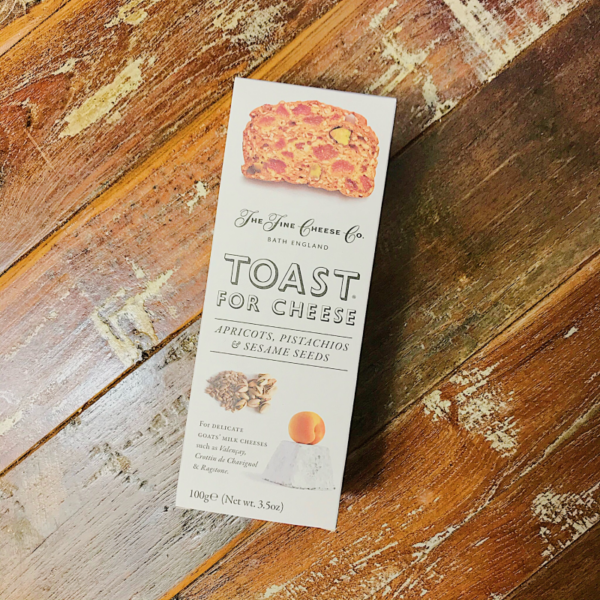 The Fine Cheese Co.
BATH ENGLAND
TOAST®
FOR CHEESE
APRICOTS, PISTACHIOS
& SESAME SEEDS
For delicate
goats' milk cheeses
such as Valençay,
Crottin de Chavignol
& Ragstone.
100g℮ (Net wt. 3.5oz)